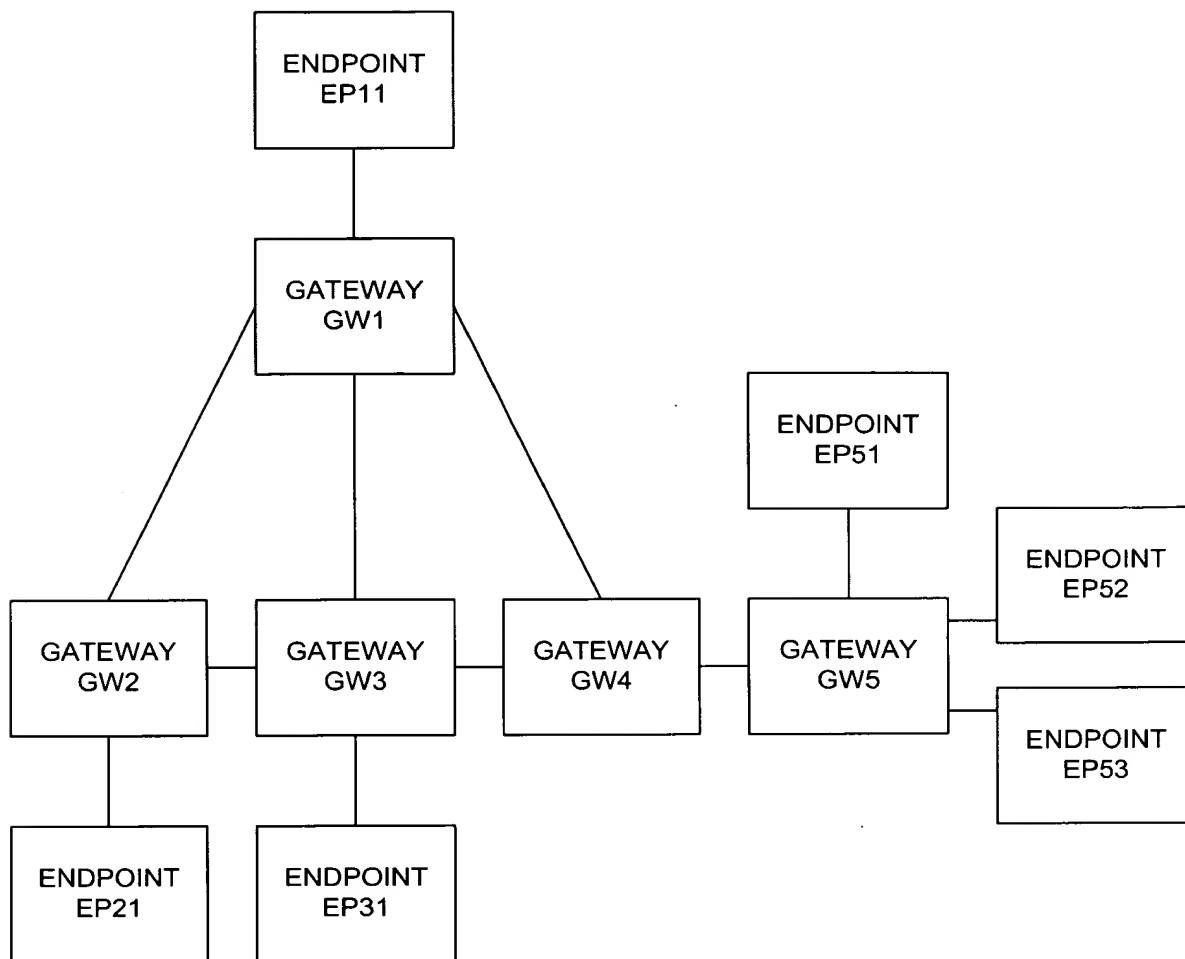 ENDPOINT
EP11
GATEWAY
GW1
ENDPOINT
EP51
ENDPOINT
EP52
GATEWAY
GW2
GATEWAY
GW3
GATEWAY
GW4
GATEWAY
GW5
ENDPOINT
EP53
ENDPOINT
EP21
ENDPOINT
EP31